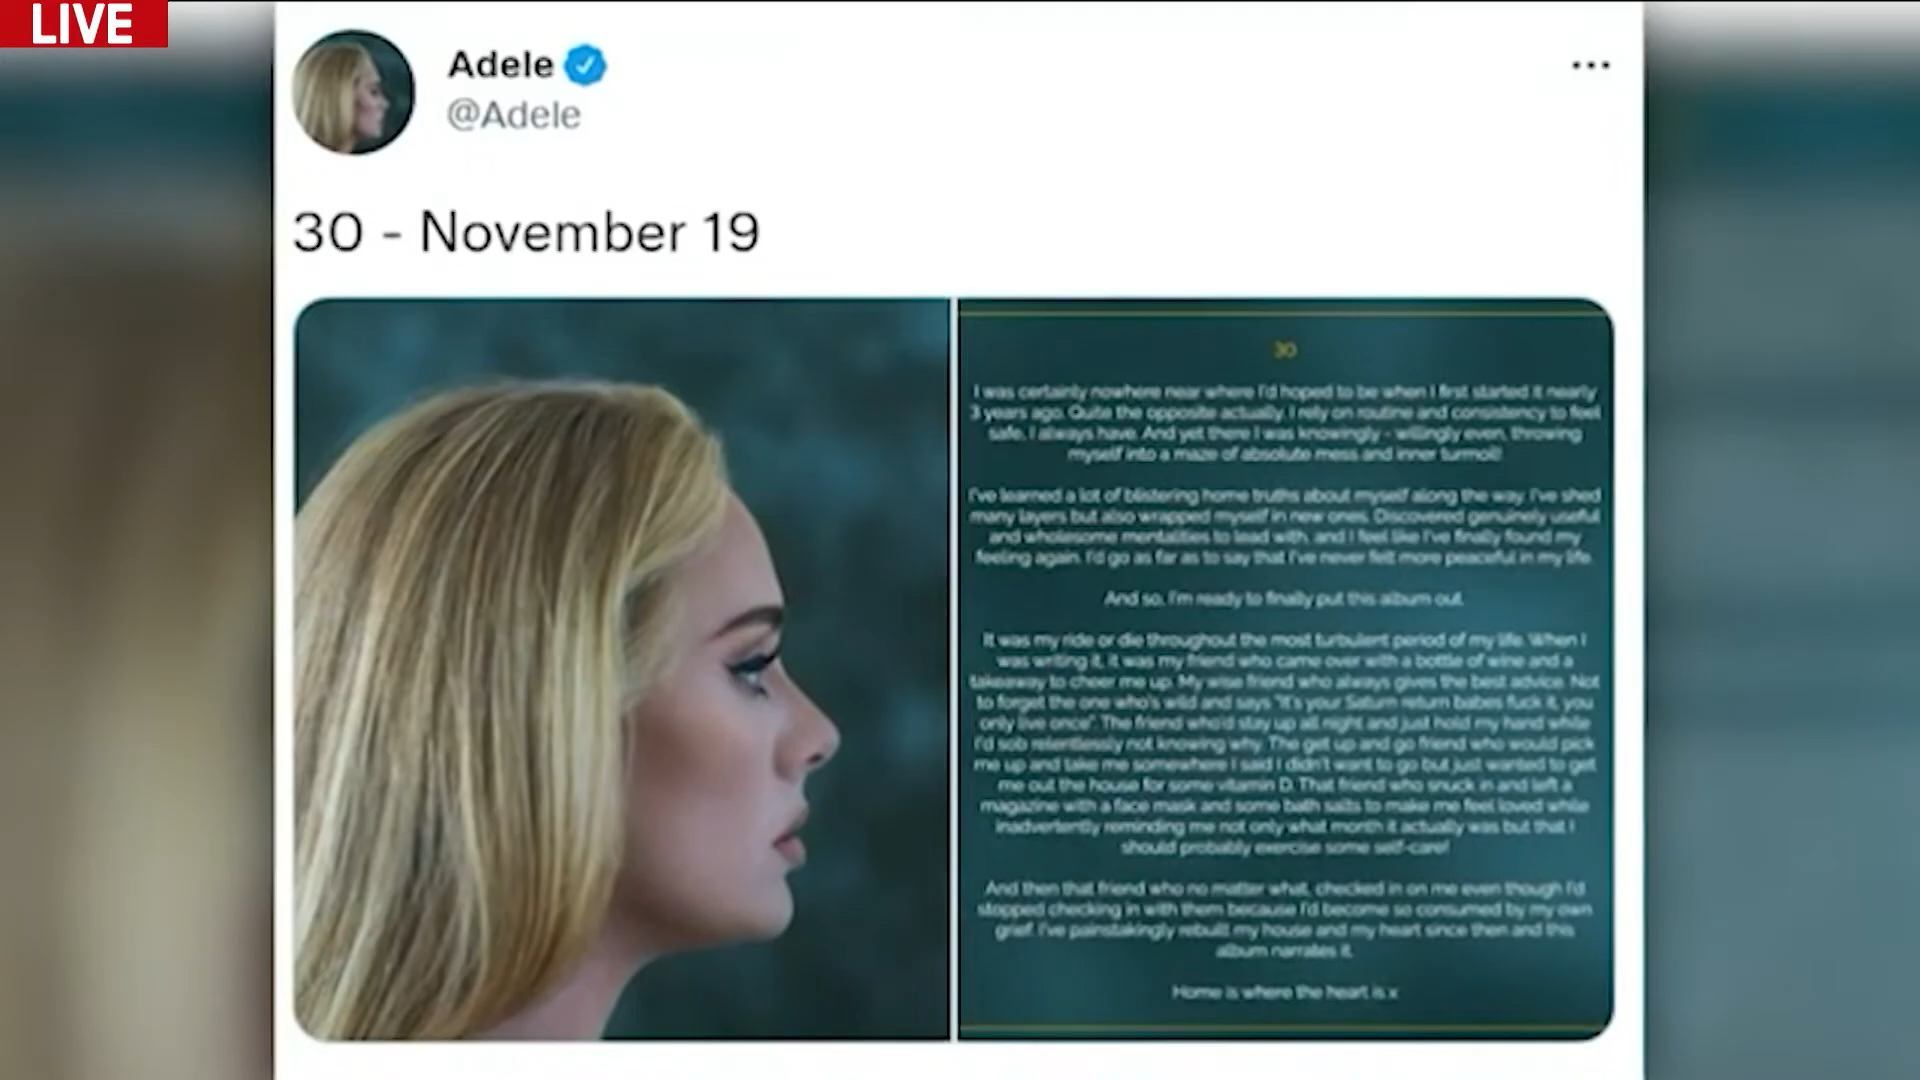 LIVE
Adele
@Adele
30 - November 19
30
I was certainly nowhere near where I'd hoped to be when I first started it nearly
3 years ago. Quite the opposite actually. I rely on routine and consistency to feel
safe, I always have. And yet there I was knowingly - willingly even, throwing
myself into a maze of absolute mess and inner turmoil!
I've learned a lot of blistering home truths about myself along the way. I've shed
many layers but also wrapped myself in new ones. Discovered genuinely useful
and wholesome mentalities to lead with, and I feel like I've finally found my
feeling again. I'd go as far as to say that I've never felt more peaceful in my life.
And so, I'm ready to finally put this album out.
It was my ride or die throughout the most turbulent period of my life. When I
was writing it, it was my friend who came over with a bottle of wine and a
takeaway to cheer me up. My wise friend who always gives the best advice. Not
to forget the one who's wild and says "It's your Saturn return babes fuck it, you
only live once". The friend who'd stay up all night and just hold my hand while
I'd sob relentlessly not knowing why. The get up and go friend who would pick
me up and take me somewhere I said I didn't want to go but just wanted to get
me out the house for some vitamin D. That friend who snuck in and left a
magazine with a face mask and some bath salts to make me feel loved while
inadvertently reminding me not only what month it actually was but that I
should probably exercise some self-care!
And then that friend who no matter what, checked in on me even though I'd
stopped checking in with them because I'd become so consumed by my own
grief. I've painstakingly rebuilt my house and my heart since then and this
album narrates it.
Home is where the heart is x